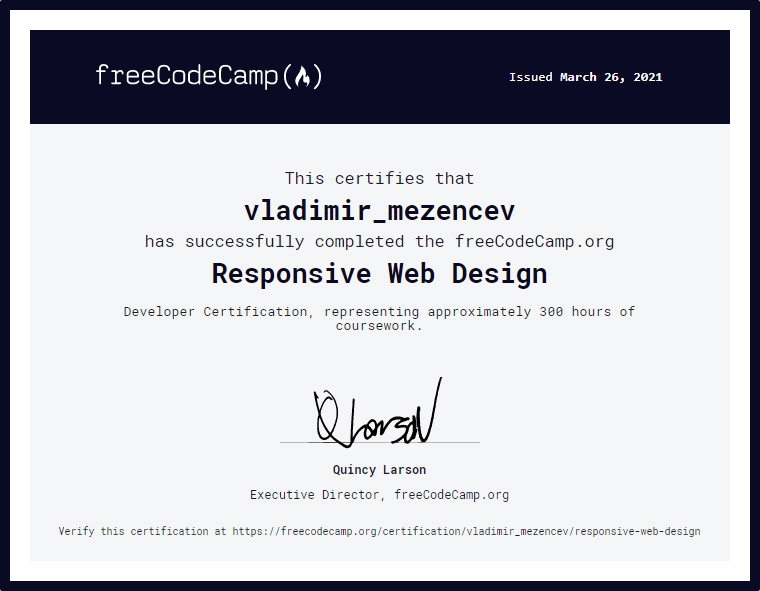 freeCodeCamp
Issued March 26, 2021
This certifies that
vladimir_mezencev
has successfully completed the freeCodeCamp.org
Responsive Web Design
Developer Certification, representing approximately 300 hours of
coursework.
Q Larson
Quincy Larson
Executive Director, freeCodeCamp.org
Verify this certification at https://freecodecamp.org/certification/vladimir_mezencev/responsive-web-design